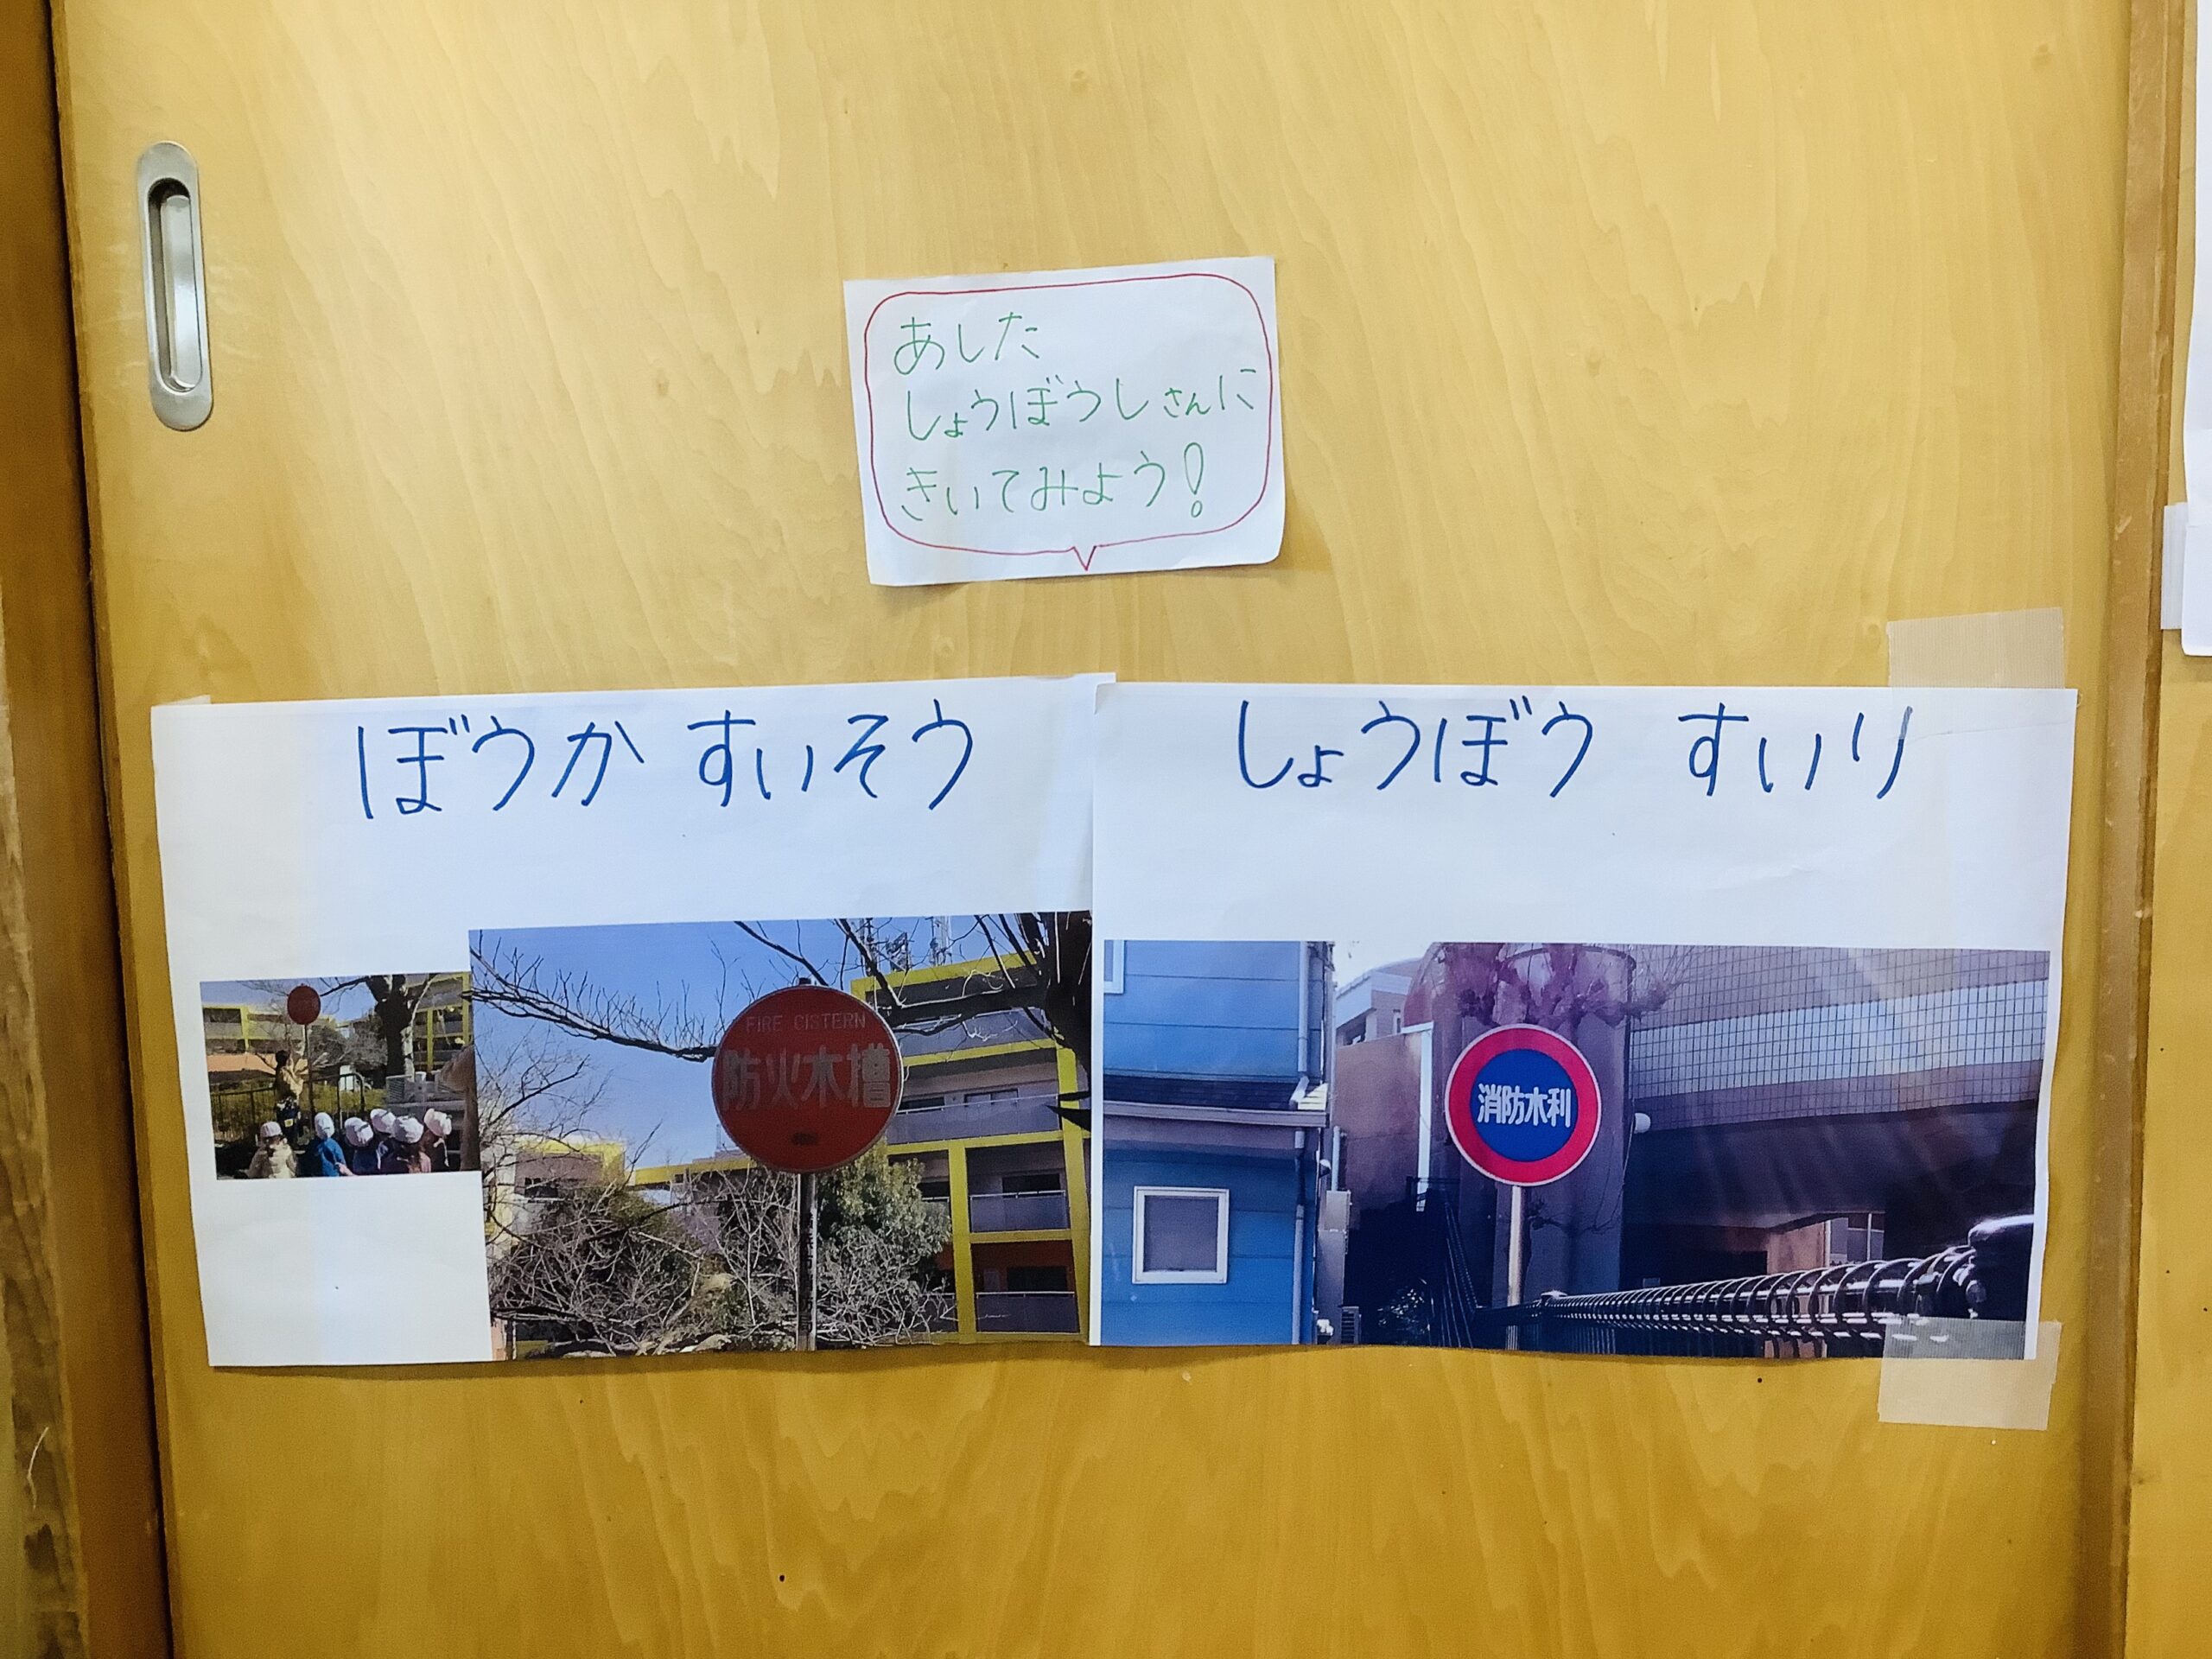 あした
しょうぼうしさんに
きいてみよう!
ぼうか すいそう
しょうぼう すいり
FIRE CISTERN
防火水槽
消防水利